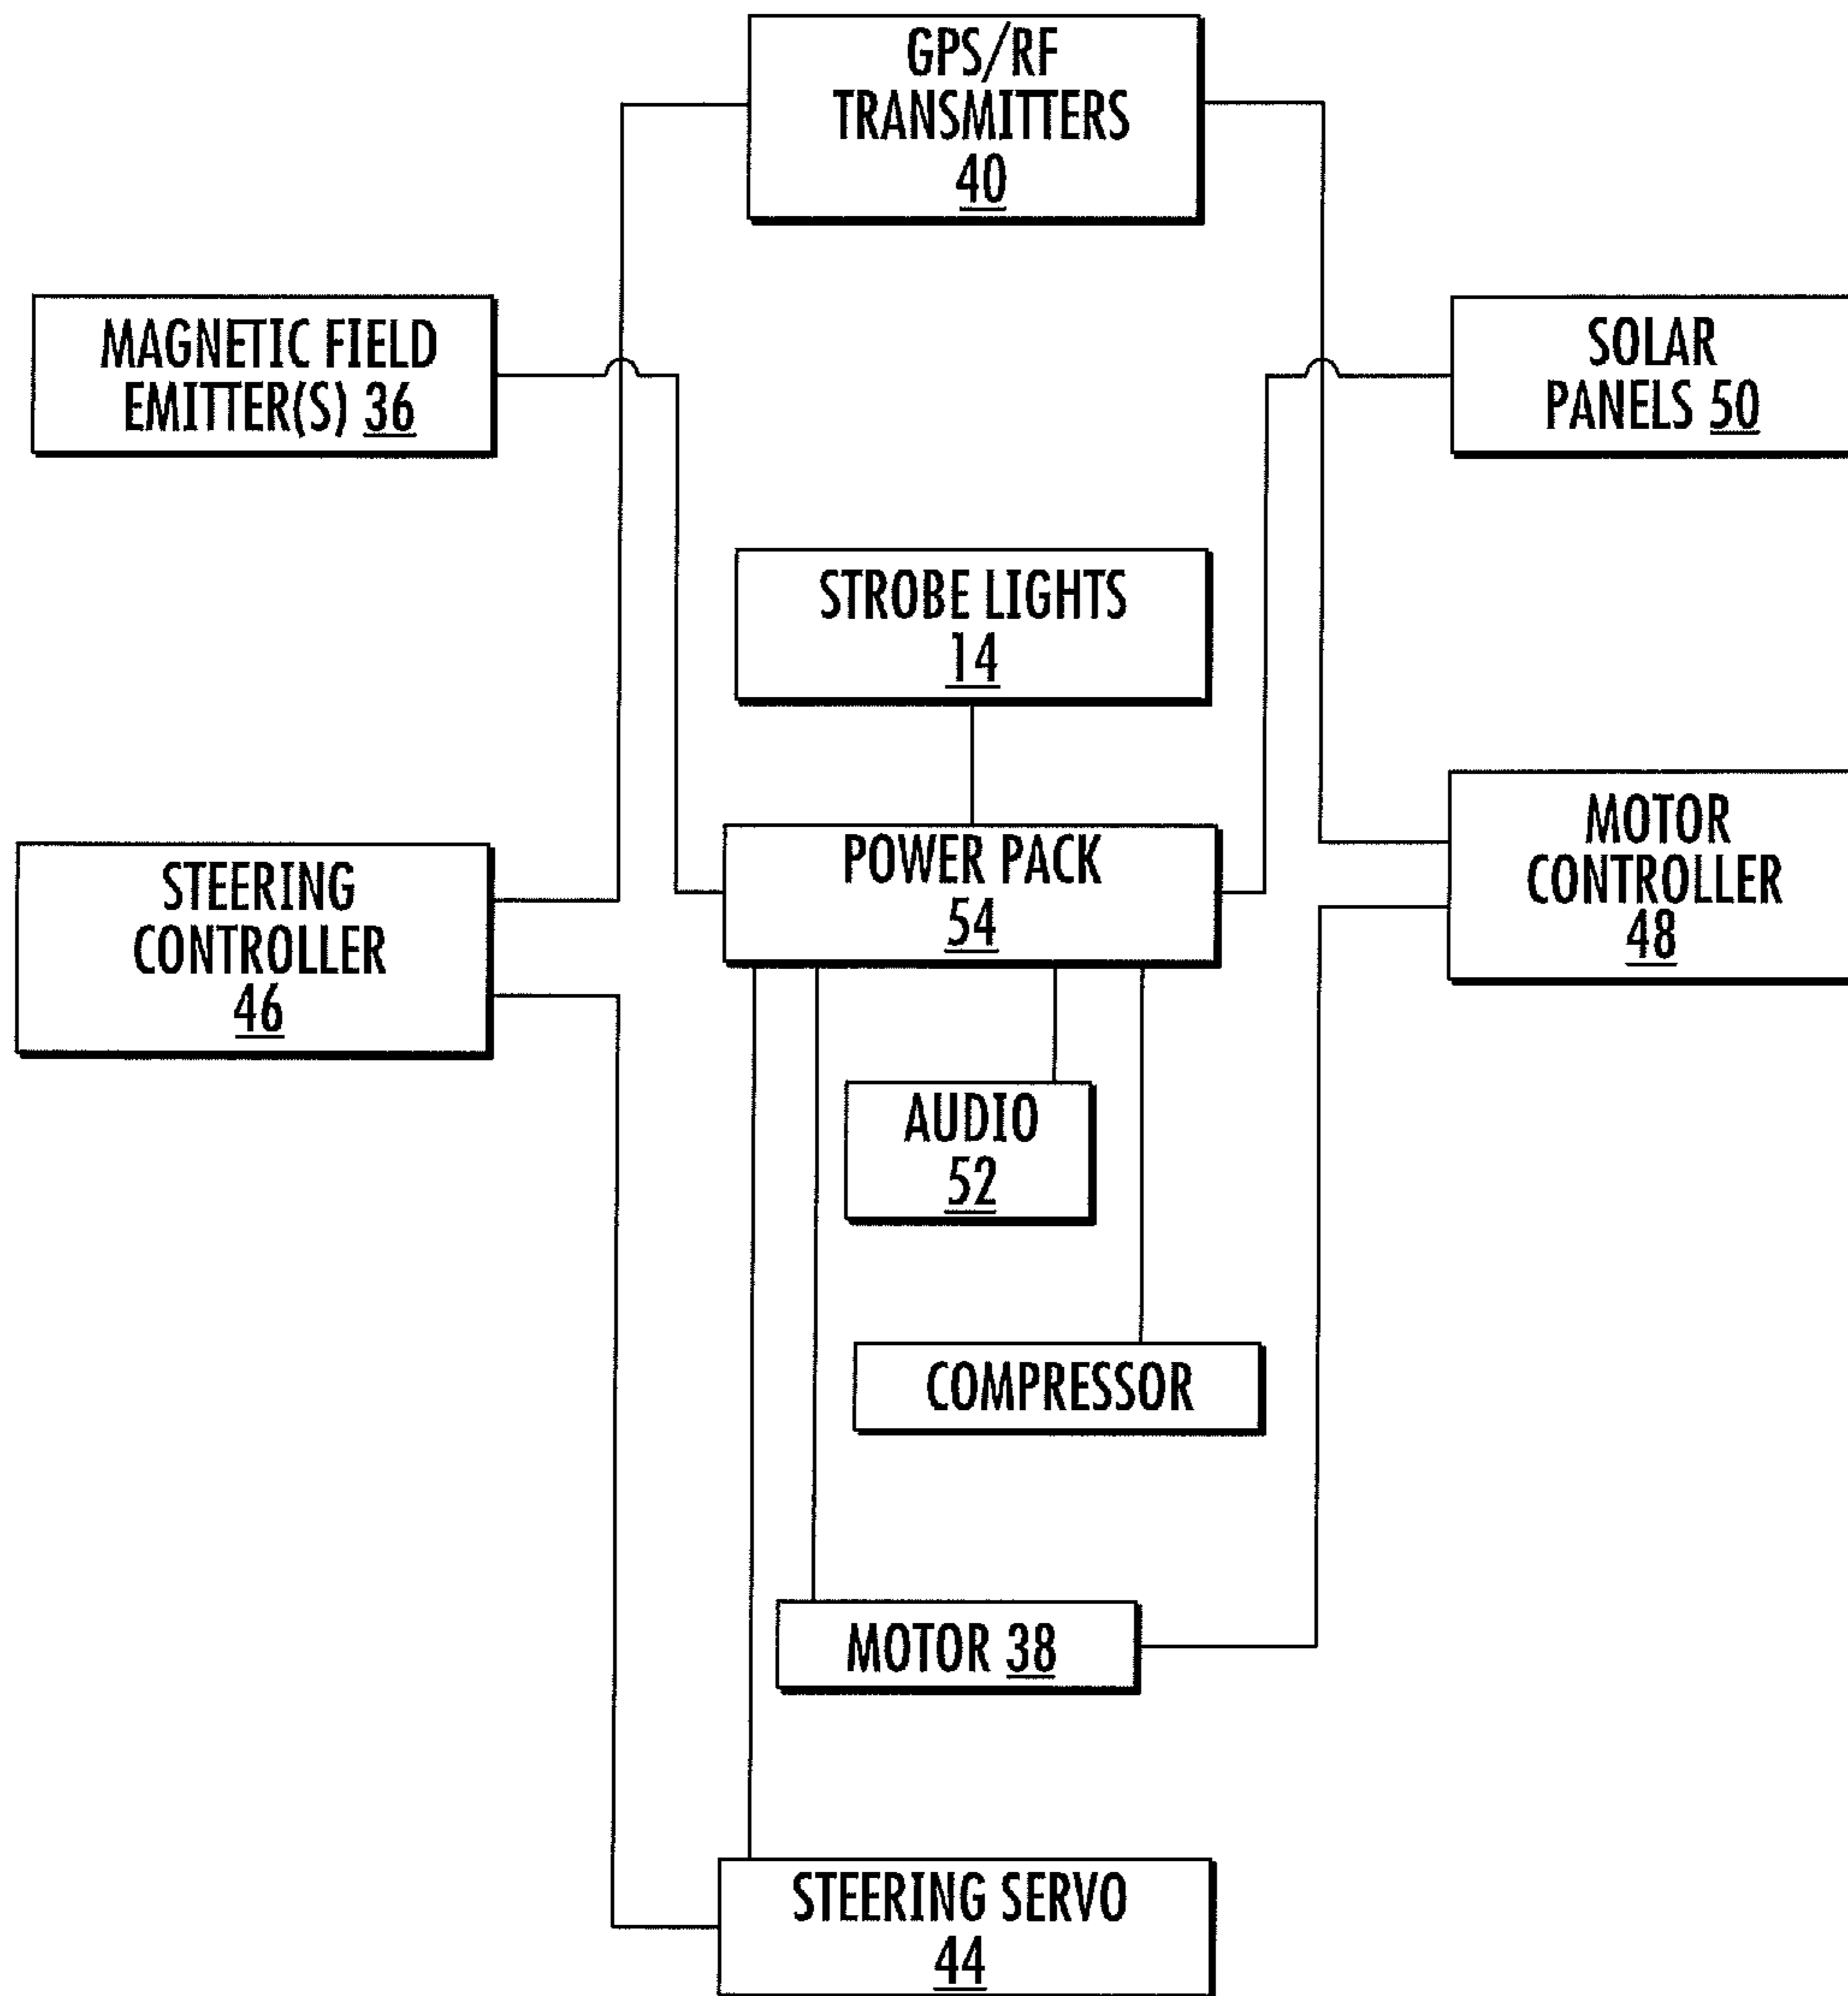 GPS/RF
TRANSMITTERS
40
MAGNETIC FIELD
EMITTER(S) 36
SOLAR
PANELS 50
STROBE LIGHTS
14
STEERING
CONTROLLER
46
POWER PACK
54
MOTOR
CONTROLLER
48
AUDIO
52
COMPRESSOR
MOTOR 38
STEERING SERVO
44